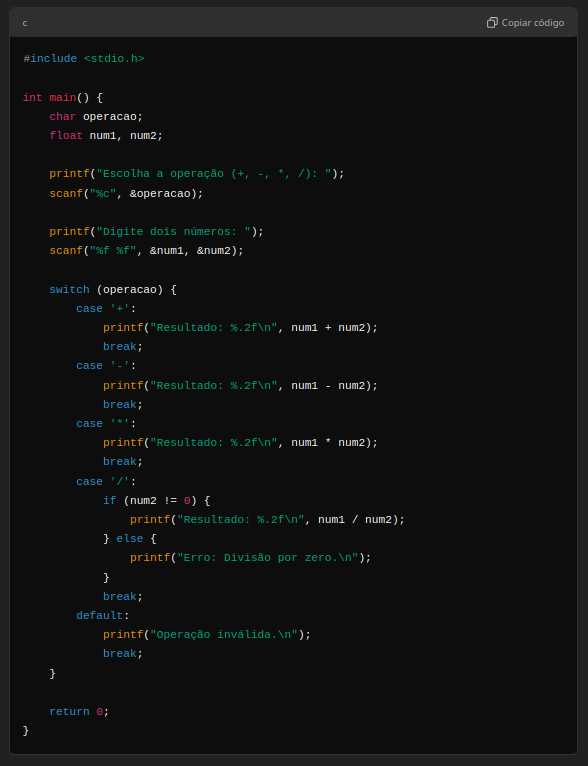 c
Copiar código
#include <stdio.h>
int main() {
    char operacao;
    float num1, num2;
    printf("Escolha a operação (+, -, *, /): ");
    scanf("%c", &operacao);
    printf("Digite dois números: ");
    scanf("%f %f", &num1, &num2);
    switch (operacao) {
        case '+':
            printf("Resultado: %.2f\n", num1 + num2);
            break;
        case '-':
            printf("Resultado: %.2f\n", num1 - num2);
            break;
        case '*':
            printf("Resultado: %.2f\n", num1 * num2);
            break;
        case '/':
            if (num2 != 0) {
                printf("Resultado: %.2f\n", num1 / num2);
            } else {
                printf("Erro: Divisão por zero.\n");
            }
            break;
        default:
            printf("Operação inválida.\n");
            break;
    }
    return 0;
}